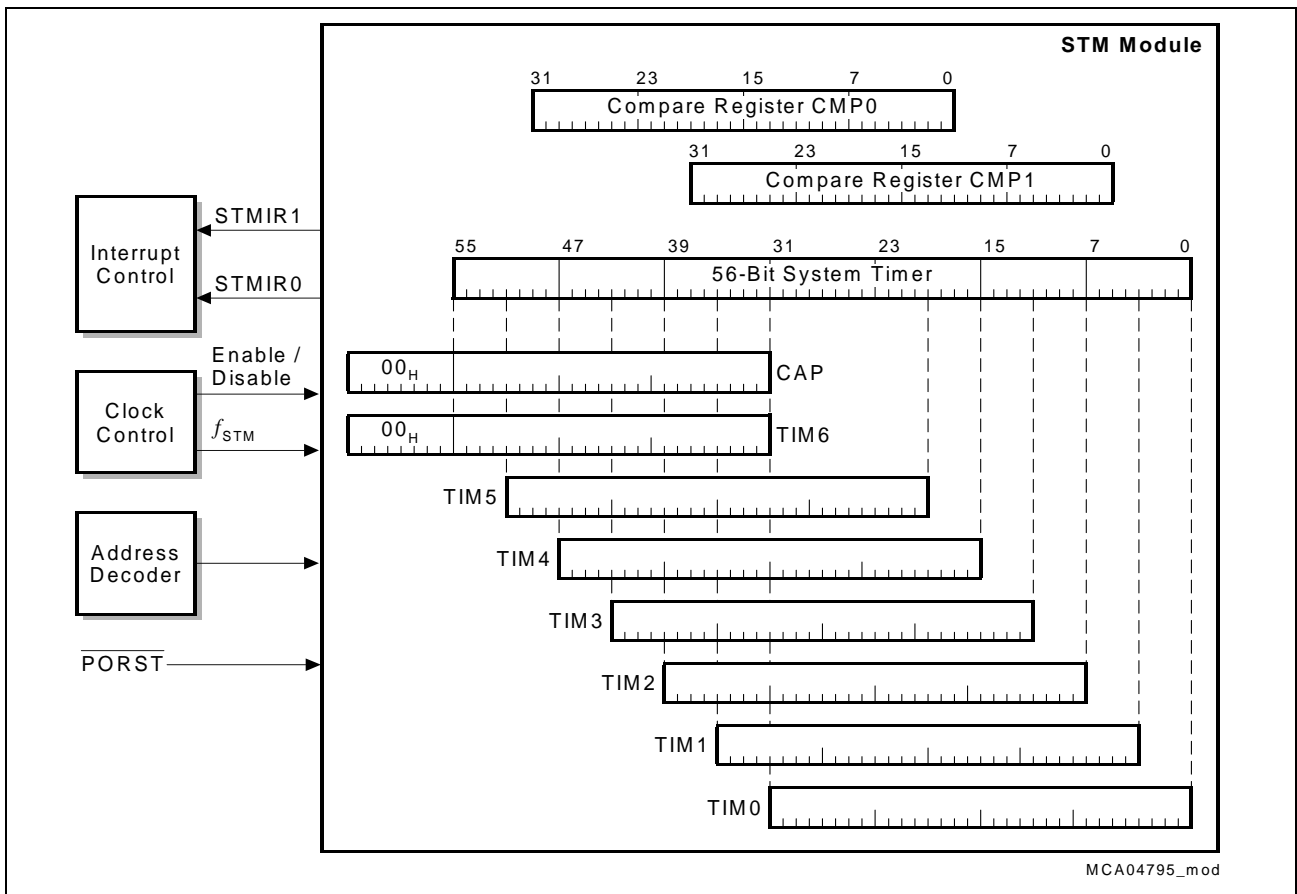 STM Module
31 23 15 7 0
Compare Register CMP0
31 23 15 7 0
Compare Register CMP1
STMIR1
Interrupt
Control
STMIR0
55 47 39 31 23 15 7 0
56-Bit System Timer
Enable /
Disable
00H
CAP
Clock
Control
fSTM
00H
TIM6
TIM5
Address
Decoder
TIM4
TIM3
PORST
TIM2
TIM1
TIM0
MCA04795_mod